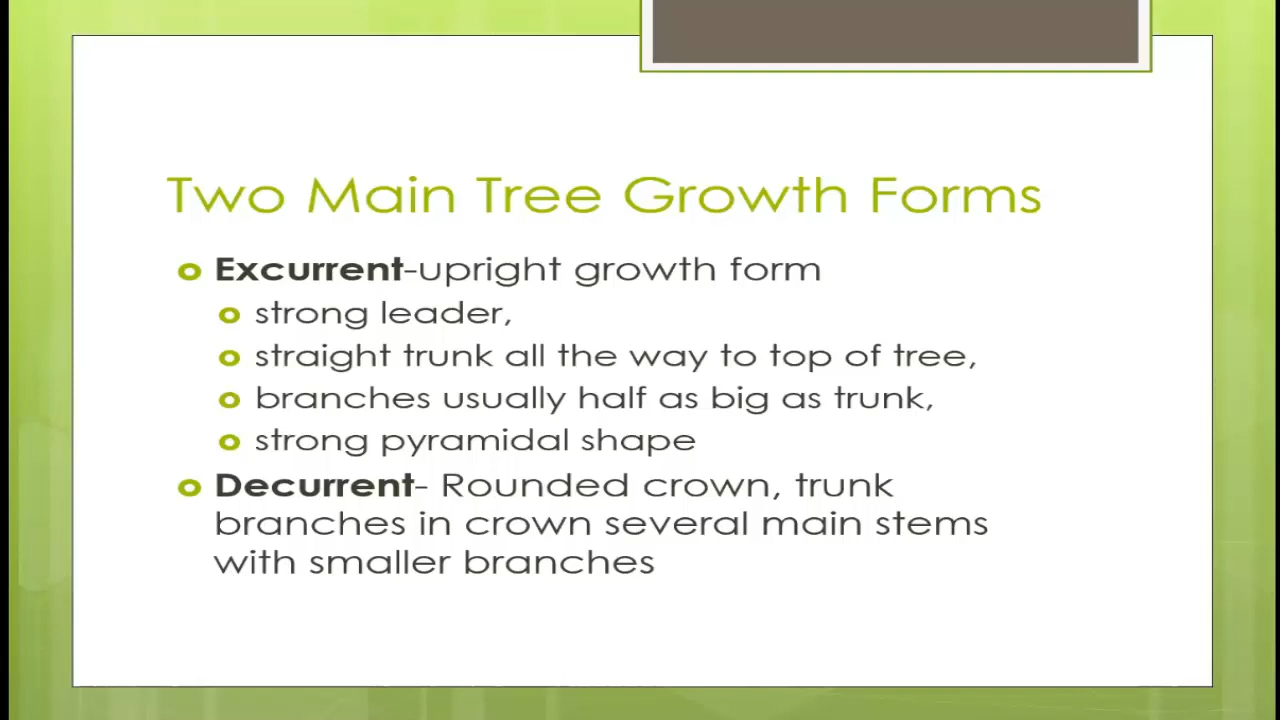 Two Main Tree Growth Forms
Excurrent-upright growth form
strong leader,
straight trunk all the way to top of tree,
branches usually half as big as trunk,
strong pyramidal shape
Decurrent- Rounded crown, trunk
branches in crown several main stems
with smaller branches